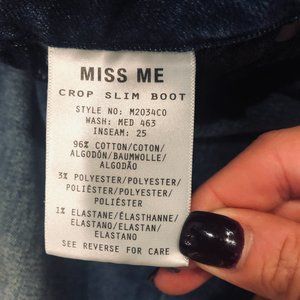 MISS ME
CROP SLIM BOOT
STYLE NO: M2034CO
WASH: MED 463
INSEAM: 25
96% COTTON/COTON/
ALGODÓN/BAUMWOLLE/
ALGODÃO
3% POLYESTER/POLYESTER/
POLIÉSTER/POLYESTER/
POLIÉSTER
1% ELASTANE/ÉLASTHANNE/
ELASTANO/ELASTAN/
ELASTANO
SEE REVERSE FOR CARE